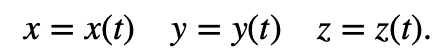 x = x(t) y = y(t) z = z(t).